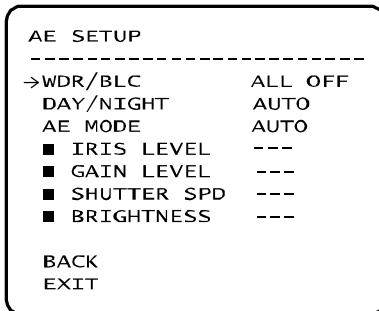 AE SETUP
--------------------------
→WDR/BLC ALL OFF
DAY/NIGHT AUTO
AE MODE AUTO
■ IRIS LEVEL ---
■ GAIN LEVEL ---
■ SHUTTER SPD ---
■ BRIGHTNESS ---
BACK
EXIT